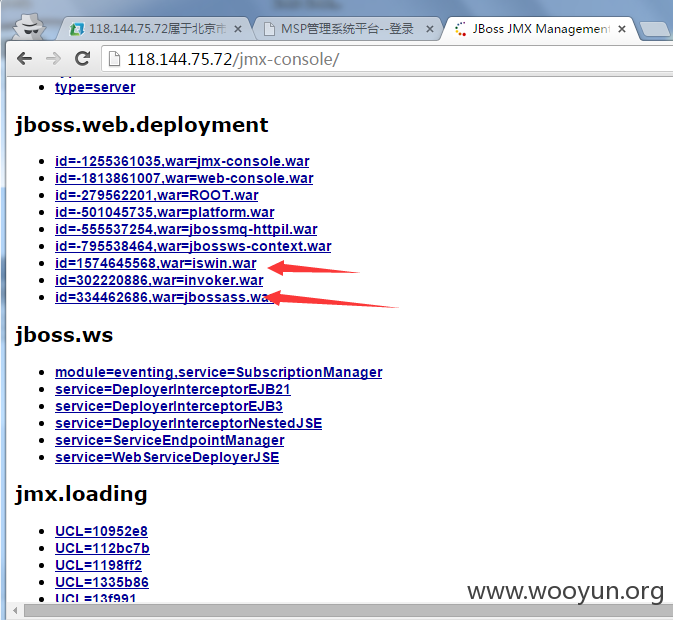 118.144.75.72属于北京市
MSP管理系统平台--登录
JBoss JMX Management
118.144.75.72/jmx-console/
type=server
jboss.web.deployment
id=-1255361035,war=jmx-console.war
id=-1813861007,war=web-console.war
id=-279562201,war=ROOT.war
id=-501045735,war=platform.war
id=-555537254,war=jbossmq-httpil.war
id=-795538464,war=jbossws-context.war
id=1574645568,war=iswin.war
id=302220886,war=invoker.war
id=334462686,war=jbossass.war
jboss.ws
module=eventing,service=SubscriptionManager
service=DeployerInterceptorEJB21
service=DeployerInterceptorEJB3
service=DeployerInterceptorNestedJSE
service=ServiceEndpointManager
service=WebServiceDeployerJSE
jmx.loading
UCL=10952e8
UCL=112bc7b
UCL=1198ff2
UCL=1335b86
UCL=13f991
www.wooyun.org